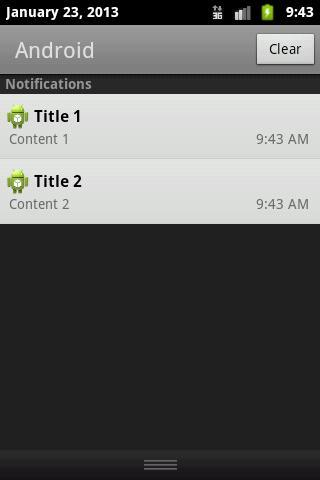 January 23, 2013 3G 9:43
Android Clear
Notifications
Title 1
Content 1 9:43 AM
Title 2
Content 2 9:43 AM